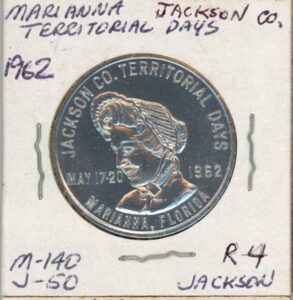 MARIANNA JACKSON CO.
TERRITORIAL DAYS
1962
JACKSON CO. TERRITORIAL DAYS
MAY 17-20 1962
MARIANNA, FLORIDA
M-140 R-4
J-50 JACKSON